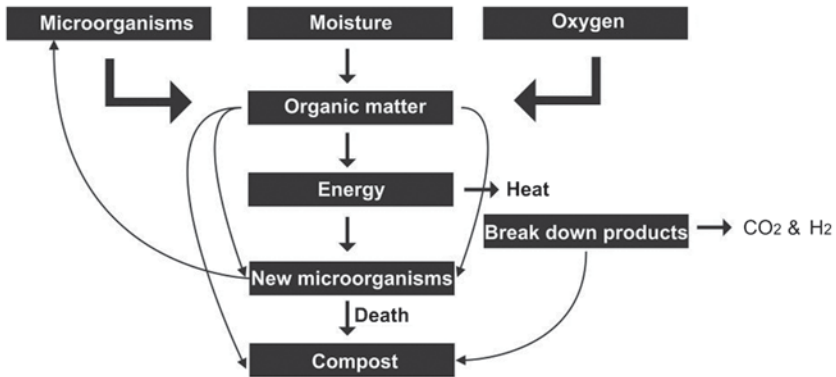 Microorganisms
Moisture
Oxygen
Organic matter
Energy
Heat
Break down products
CO2 & H2
New microorganisms
Death
Compost